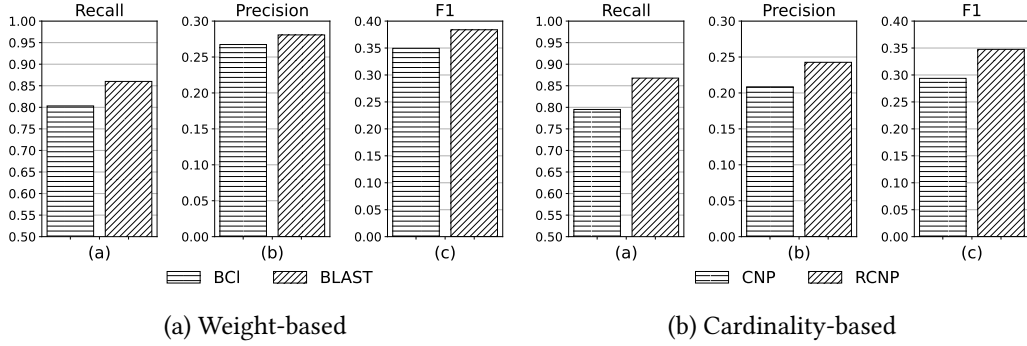 Recall Precision F1 Recall Precision F1
1.00 0.30 0.40 1.00 0.30 0.40
0.95 0.35 0.95 0.35
0.90 0.25 0.90 0.25
0.30 0.30
0.85 0.20 0.85 0.20
0.80 0.25 0.80 0.25
0.75 0.15 0.20 0.75 0.15 0.20
0.70 0.15 0.70 0.15
0.65 0.10 0.65 0.10
0.60 0.10 0.60 0.10
0.55 0.05 0.05 0.55 0.05 0.05
0.50 0.00 0.00 0.50 0.00 0.00
(a) (b) (c) (a) (b) (c)
BCl BLAST CNP RCNP
(a) Weight-based (b) Cardinality-based